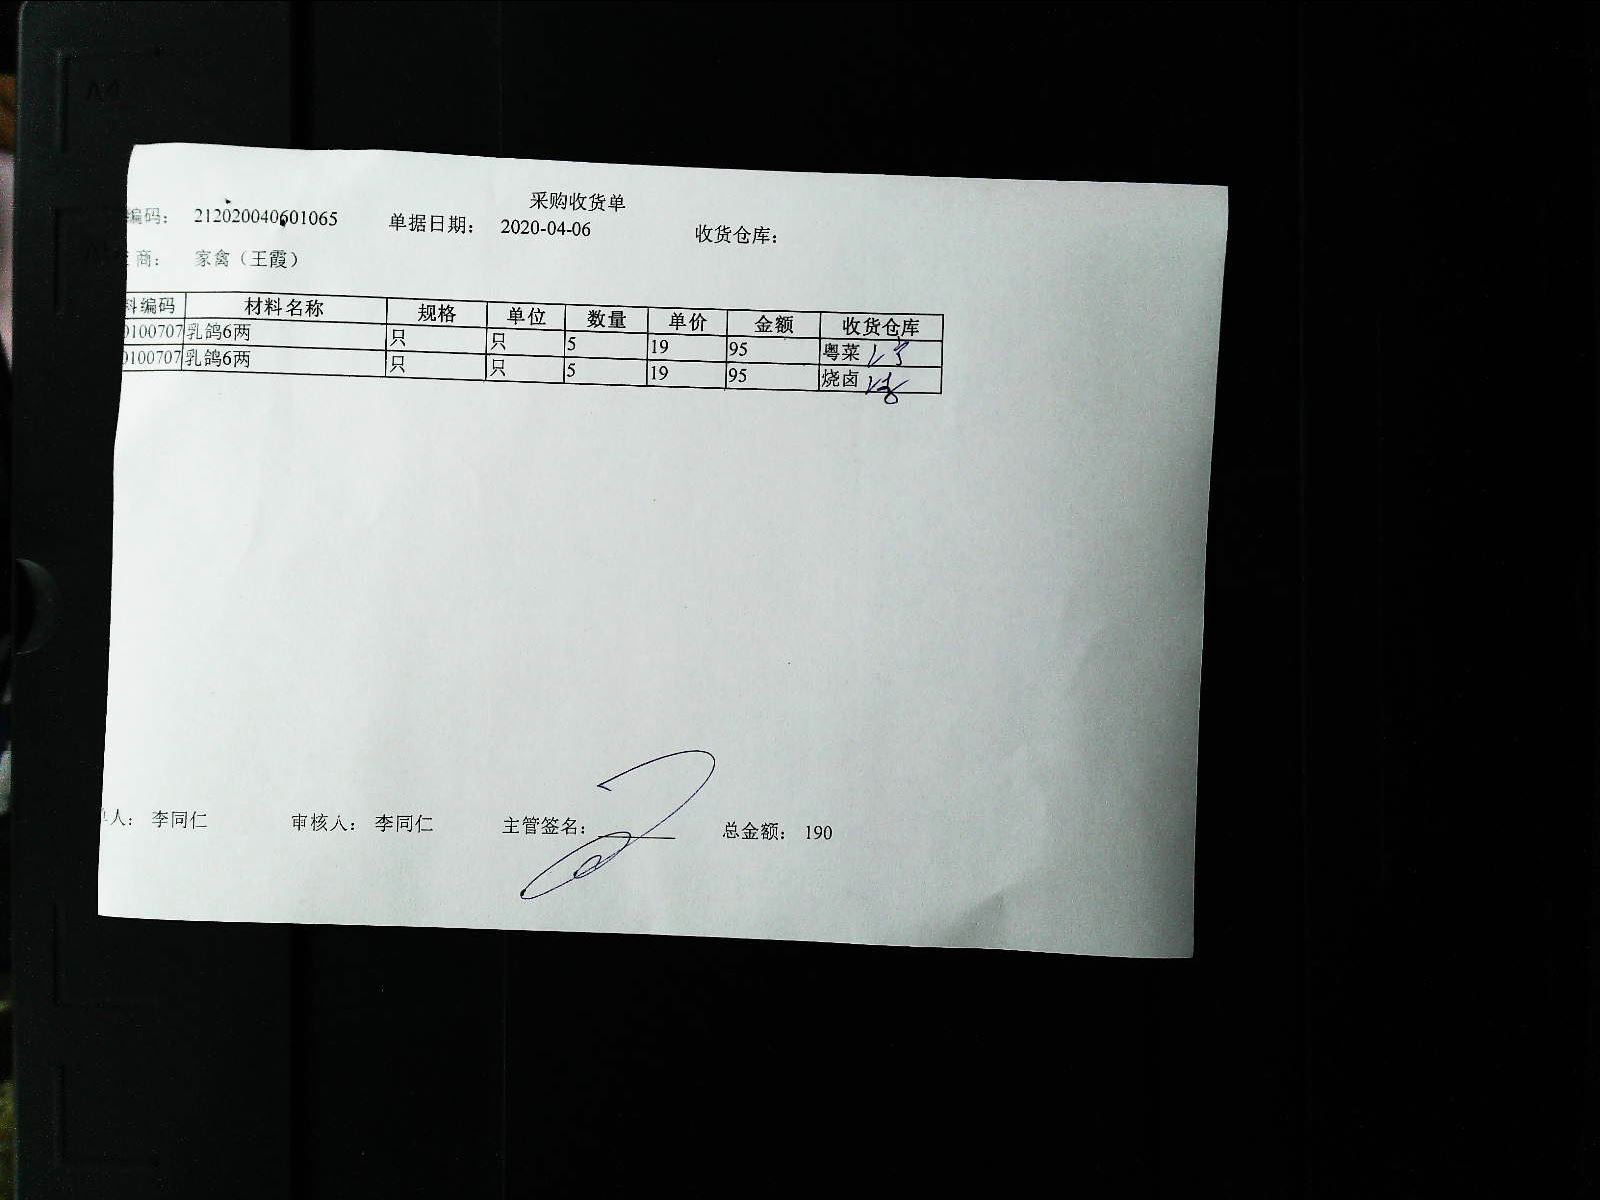 采购收货单
编码： 212020040601065 单据日期： 2020-04-06 收货仓库：
商： 家禽（王霞）
料编码 材料名称 规格 单位 数量 单价 金额 收货仓库
0100707 乳鸽6两 只 只 5 19 95 粤菜
0100707 乳鸽6两 只 只 5 19 95 烧卤
人： 李同仁 审核人： 李同仁 主管签名： 总金额： 190